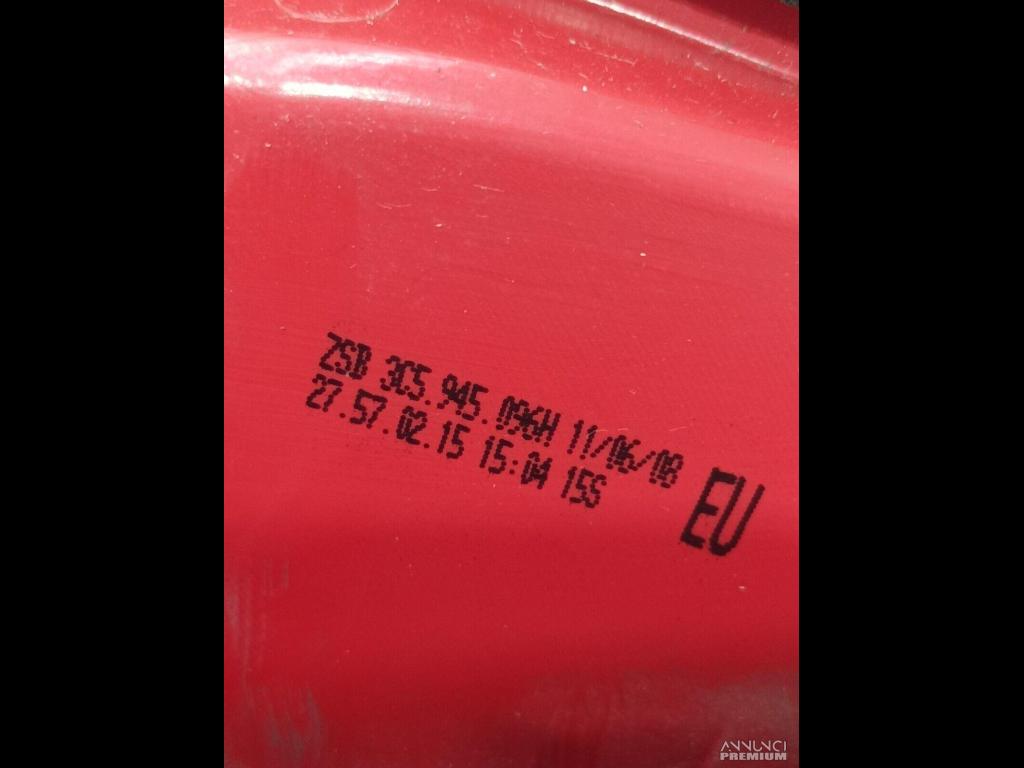 ZSB 3C5.945.096H 11/06/08
27.57.02.15 15:04 15S
EU
ANNUNCI
PREMIUM